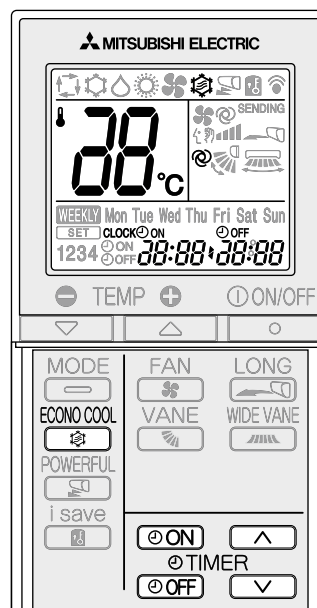 MITSUBISHI ELECTRIC
SENDING
88°C
WEEKLY Mon Tue Wed Thu Fri Sat Sun
SET CLOCK ON OFF
1234 ON OFF 88:88 88:88
TEMP ON/OFF
MODE FAN LONG
ECONO COOL VANE WIDE VANE
POWERFUL
i save
ON
TIMER
OFF